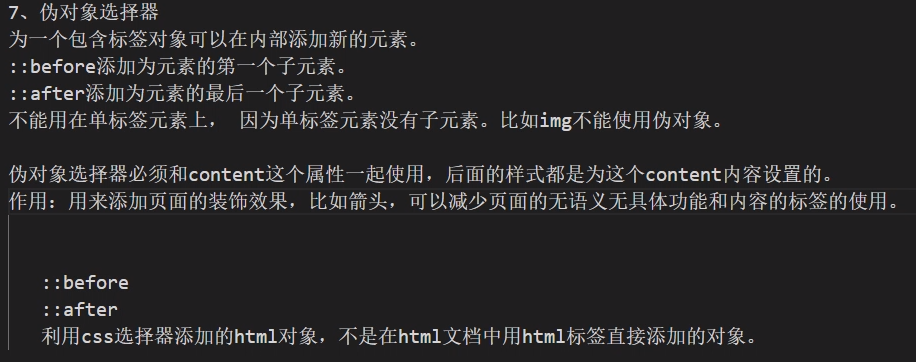 7、伪对象选择器
为一个包含标签对象可以在内部添加新的元素。
::before添加为元素的第一个子元素。
::after添加为元素的最后一个子元素。
不能用在单标签元素上， 因为单标签元素没有子元素。比如img不能使用伪对象。
伪对象选择器必须和content这个属性一起使用，后面的样式都是为这个content内容设置的。
作用：用来添加页面的装饰效果，比如箭头，可以减少页面的无语义无具体功能和内容的标签的使用。
::before
::after
利用css选择器添加的html对象，不是在html文档中用html标签直接添加的对象。